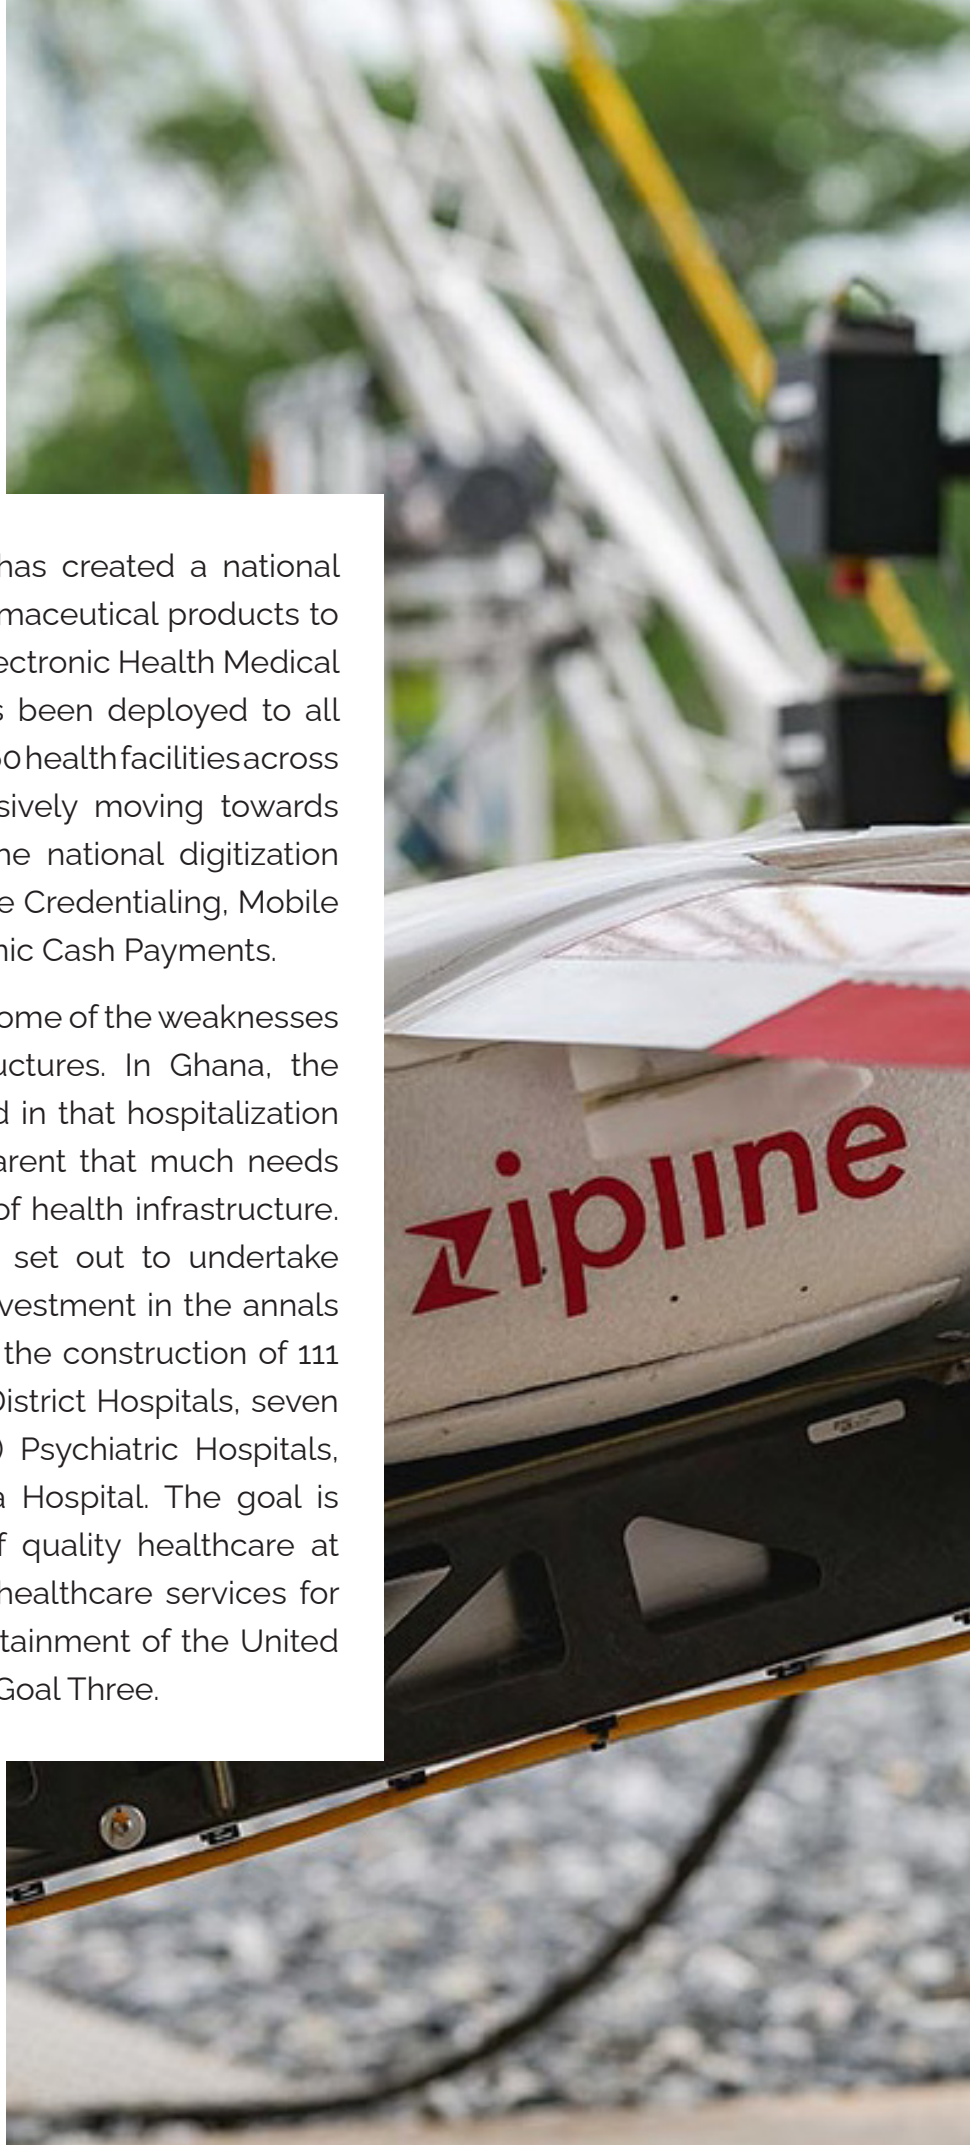 has created a national
maceutical products to
ectronic Health Medical
s been deployed to all
0 health facilities across
sively moving towards
he national digitization
e Credentialing, Mobile
nic Cash Payments.
ome of the weaknesses
uctures. In Ghana, the
d in that hospitalization
arent that much needs
of health infrastructure.
set out to undertake
vestment in the annals
the construction of 111
District Hospitals, seven
) Psychiatric Hospitals,
a Hospital. The goal is
f quality healthcare at
healthcare services for
tainment of the United
Goal Three.
zipline